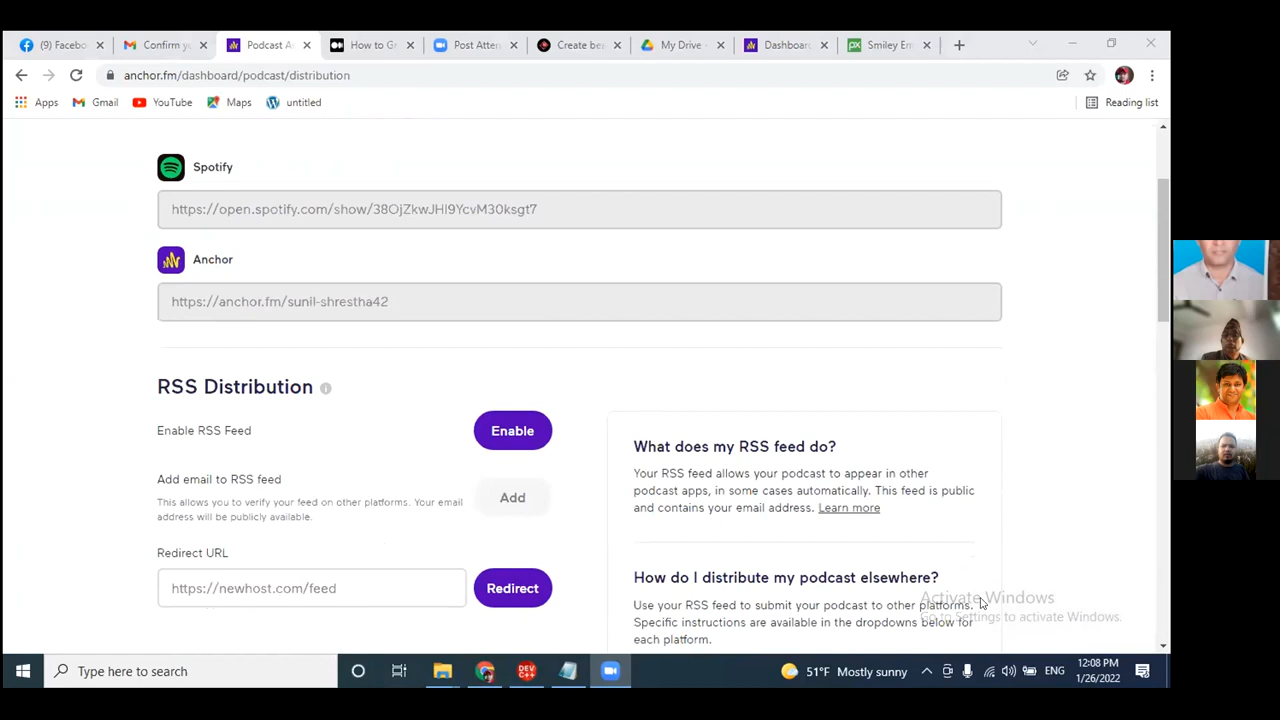 (9) Facebo
Confirm yo
Podcast A
How to G
Post Atten
Create bea
My Drive -
Dashboard
Smiley Em
anchor.fm/dashboard/podcast/distribution
Apps
Gmail
YouTube
Maps
untitled
Reading list
Spotify
https://open.spotify.com/show/38OjZkwJHl9YcvM30ksgt7
Anchor
https://anchor.fm/sunil-shrestha42
RSS Distribution
Enable RSS Feed
Enable
What does my RSS feed do?
Your RSS feed allows your podcast to appear in other
podcast apps, in some cases automatically. This feed is public
and contains your email address. Learn more
Add email to RSS feed
This allows you to verify your feed on other platforms. Your email
address will be publicly available.
Add
Redirect URL
https://newhost.com/feed
Redirect
How do I distribute my podcast elsewhere?
Use your RSS feed to submit your podcast to other platforms.
Specific instructions are available in the dropdowns below for
each platform.
Activate Windows
Go to Settings to activate Windows.
Type here to search
DEV
C++
51°F Mostly sunny
ENG
12:08 PM
1/26/2022